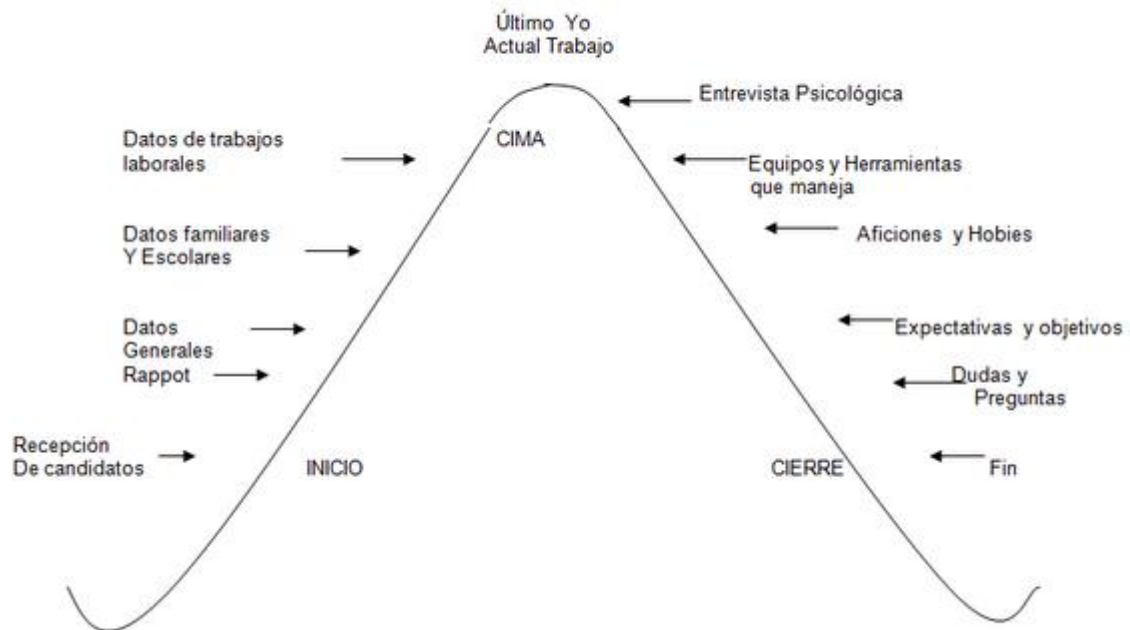 Último Yo
Actual Trabajo
Entrevista Psicológica
Datos de trabajos
laborales
CIMA
Equipos y Herramientas
que maneja
Datos familiares
Y Escolares
Aficiones y Hobies
Datos
Generales
Rappot
Expectativas y objetivos
Dudas y
Preguntas
Recepción
De candidatos
INICIO
CIERRE
Fin